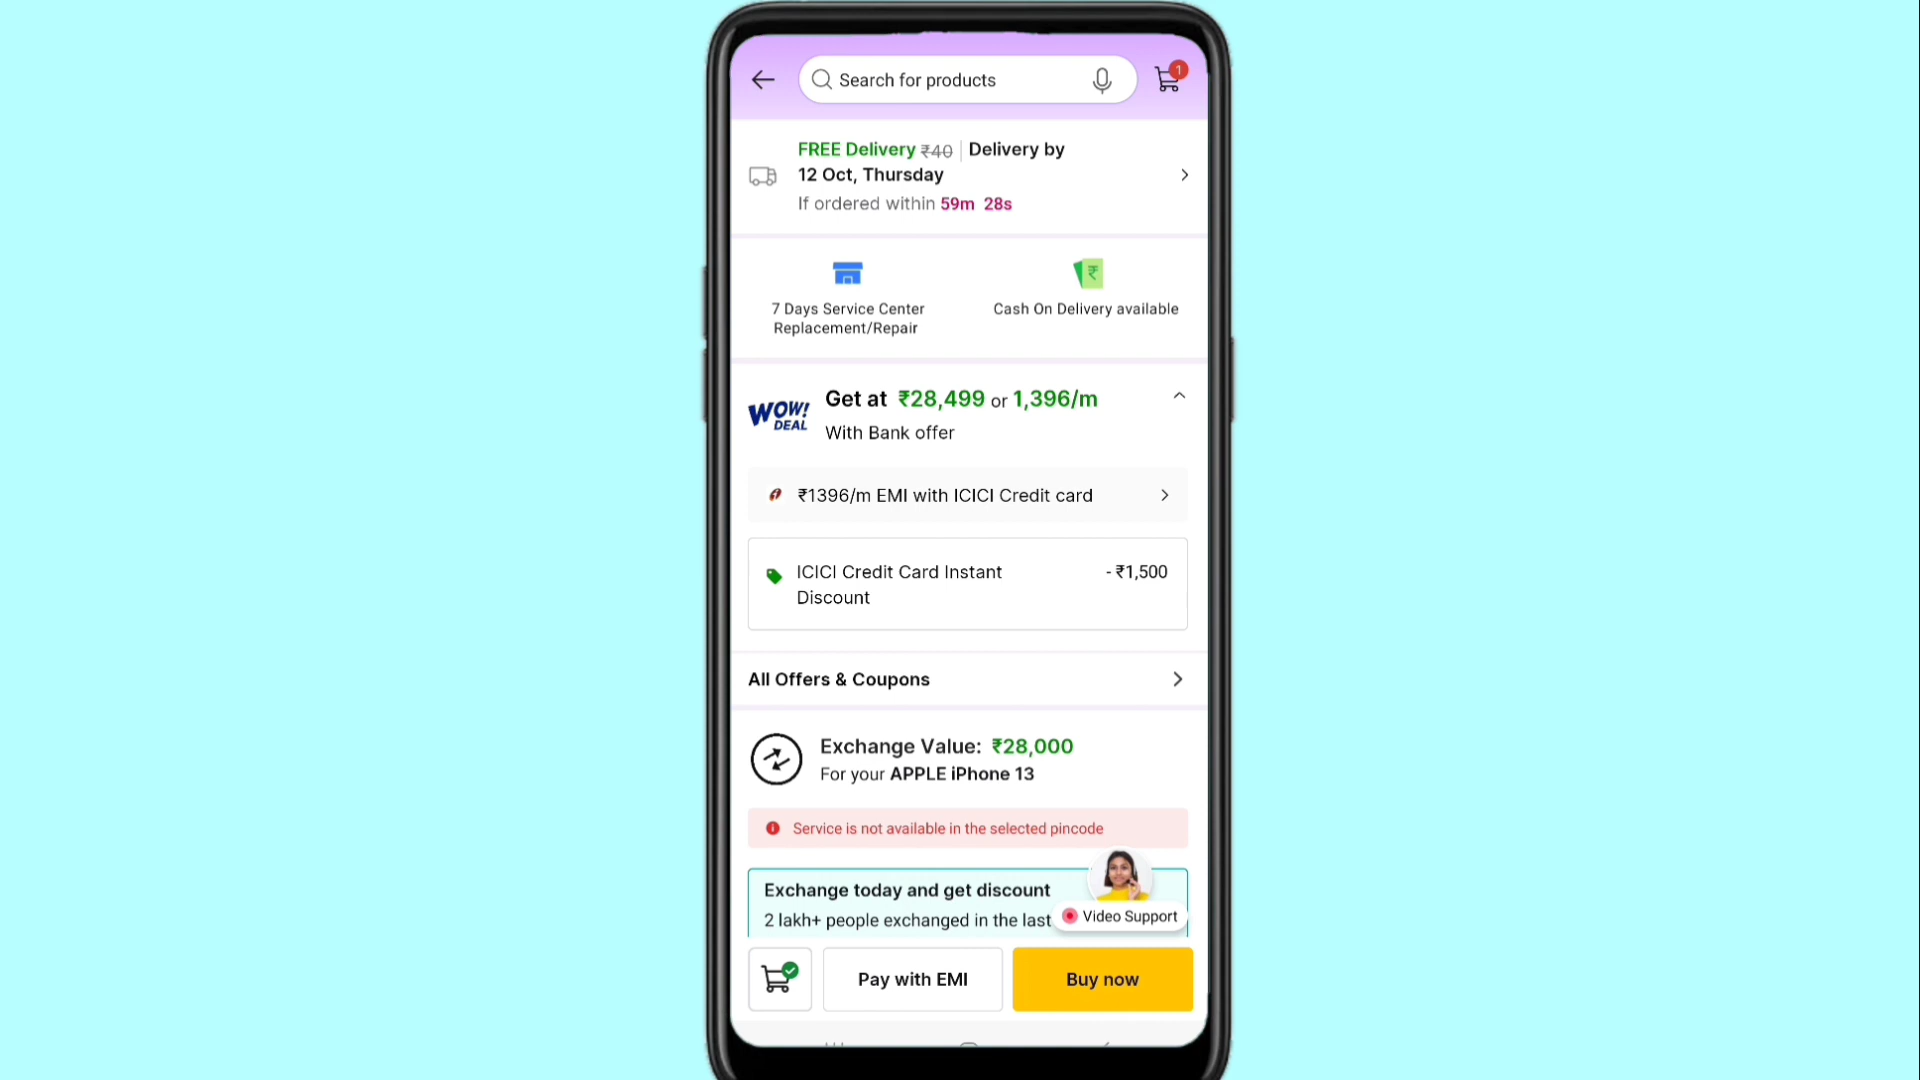 Search for products
1
FREE Delivery ₹40 Delivery by
12 Oct, Thursday
If ordered within 59m 28s
₹
7 Days Service Center
Replacement/Repair
Cash On Delivery available
WOW!
DEAL
Get at ₹28,499 or 1,396/m
With Bank offer
₹1396/m EMI with ICICI Credit card
ICICI Credit Card Instant
Discount
- ₹1,500
All Offers & Coupons
Exchange Value: ₹28,000
For your APPLE iPhone 13
Service is not available in the selected pincode
Exchange today and get discount
2 lakh+ people exchanged in the last
Video Support
Pay with EMI
Buy now